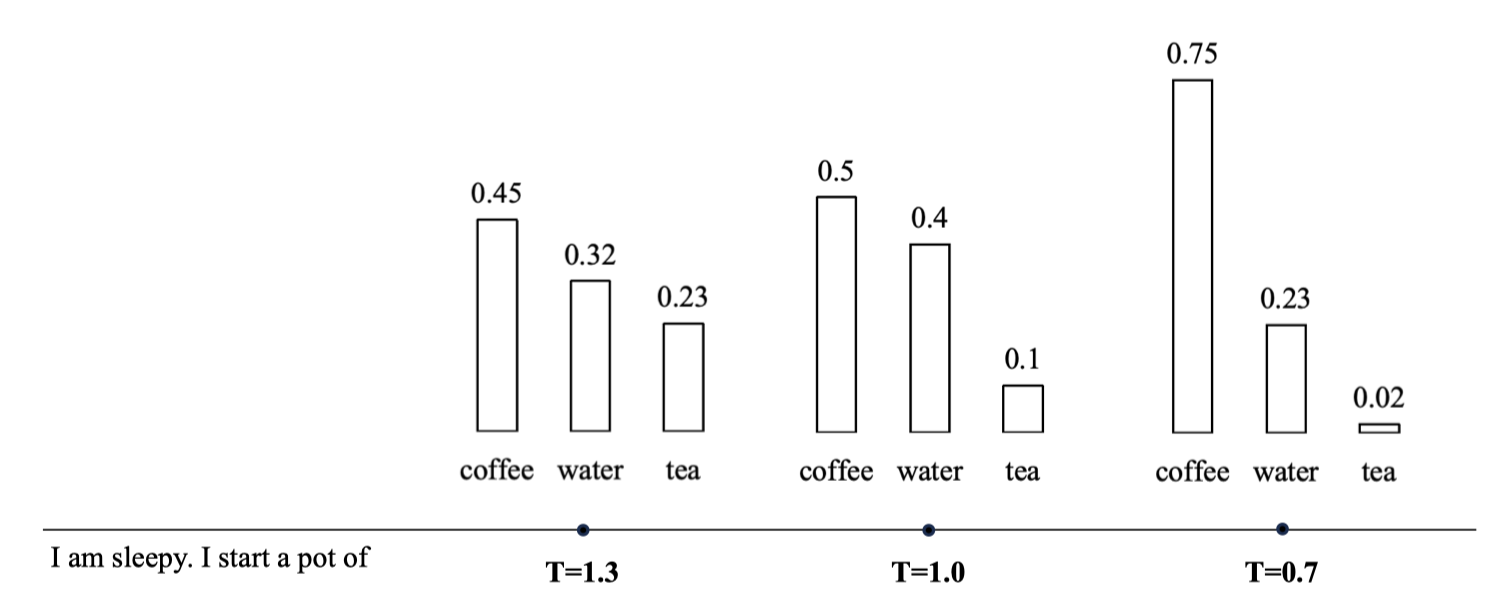 0.45
0.32
0.23
coffee water tea
0.5
0.4
0.1
coffee water tea
0.75
0.23
0.02
coffee water tea
I am sleepy. I start a pot of
T=1.3
T=1.0
T=0.7